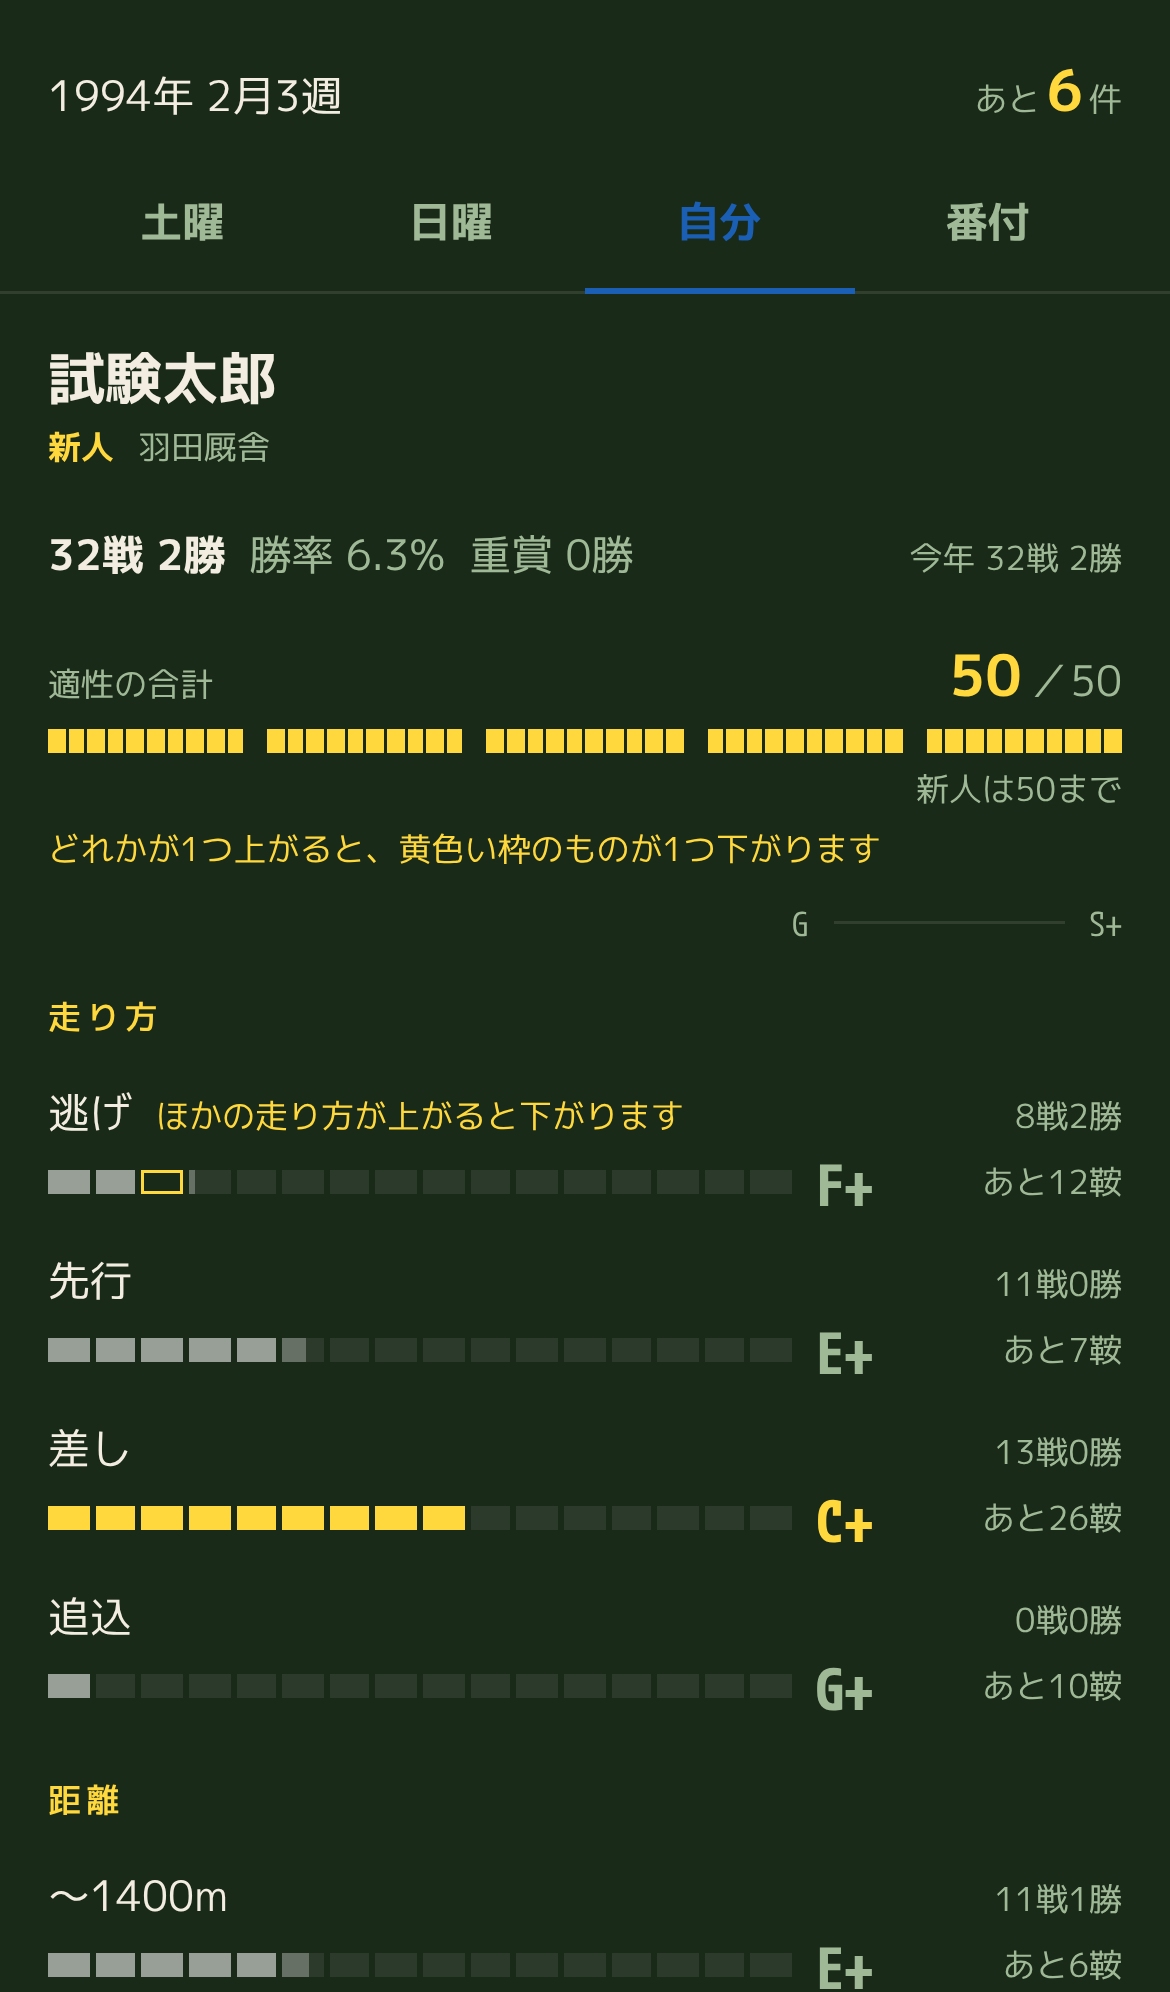 1994年 2月3週
あと6件
土曜 日曜 自分 番付
試験太郎
新人 羽田厩舎
32戦 2勝 勝率 6.3% 重賞 0勝 今年 32戦 2勝
適性の合計 50／50
新人は50まで
どれかが1つ上がると、黄色い枠のものが1つ下がります
G S+
走り方
逃げ ほかの走り方が上がると下がります 8戦2勝
F+ あと12鞍
先行 11戦0勝
E+ あと7鞍
差し 13戦0勝
C+ あと26鞍
追込 0戦0勝
G+ あと10鞍
距離
〜1400m 11戦1勝
E+ あと6鞍